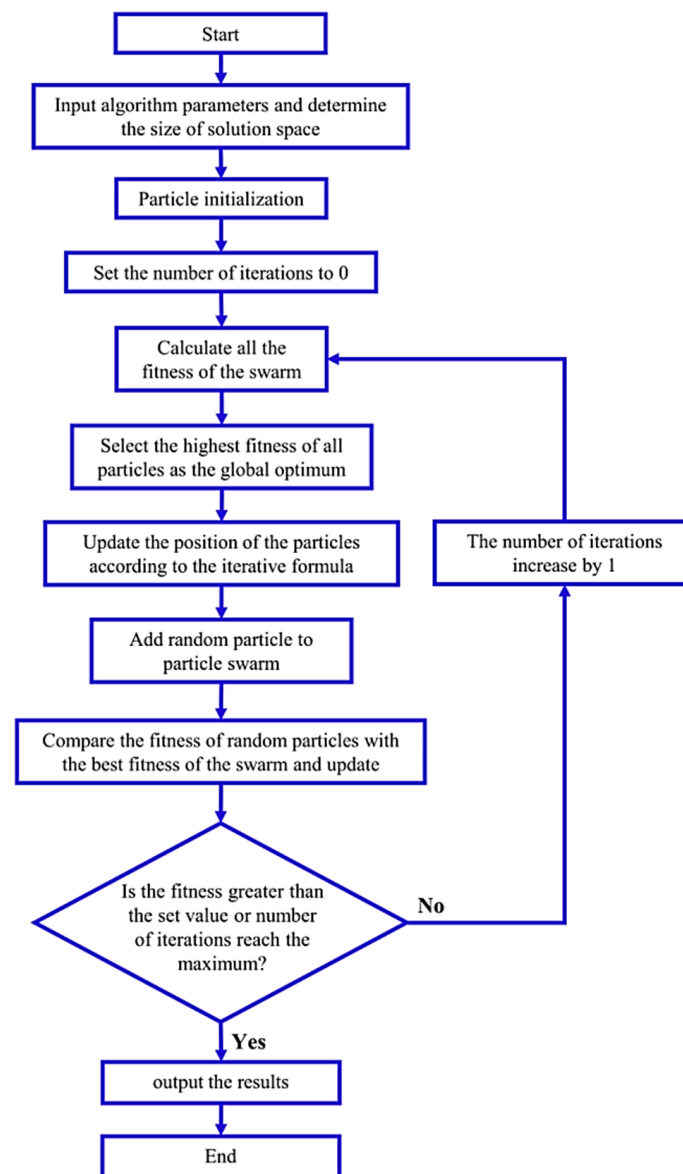 Start
Input algorithm parameters and determine
the size of solution space
Particle initialization
Set the number of iterations to 0
Calculate all the
fitness of the swarm
Select the highest fitness of all
particles as the global optimum
Update the position of the particles
according to the iterative formula
The number of iterations
increase by 1
Add random particle to
particle swarm
Compare the fitness of random particles with
the best fitness of the swarm and update
Is the fitness greater than
the set value or number
of iterations reach the
maximum?
No
Yes
output the results
End